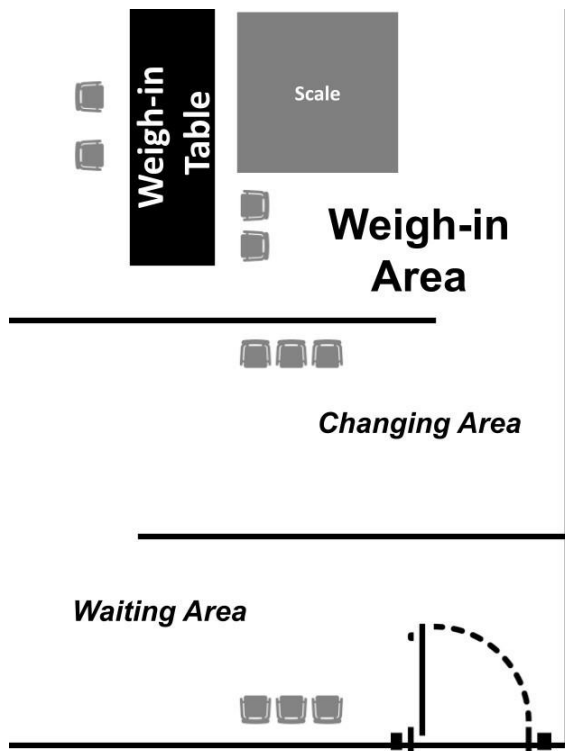 Weigh-in
Table
Scale
Weigh-in
Area
Changing Area
Waiting Area